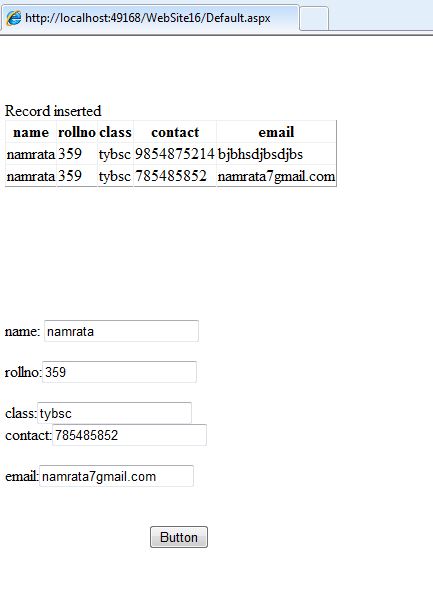 http://localhost:49168/WebSite16/Default.aspx
Record inserted
name rollno class contact email
namrata 359 tybsc 9854875214 bjbhsdjbsdjbs
namrata 359 tybsc 785485852 namrata7gmail.com
name: namrata
rollno: 359
class: tybsc
contact: 785485852
email: namrata7gmail.com
Button